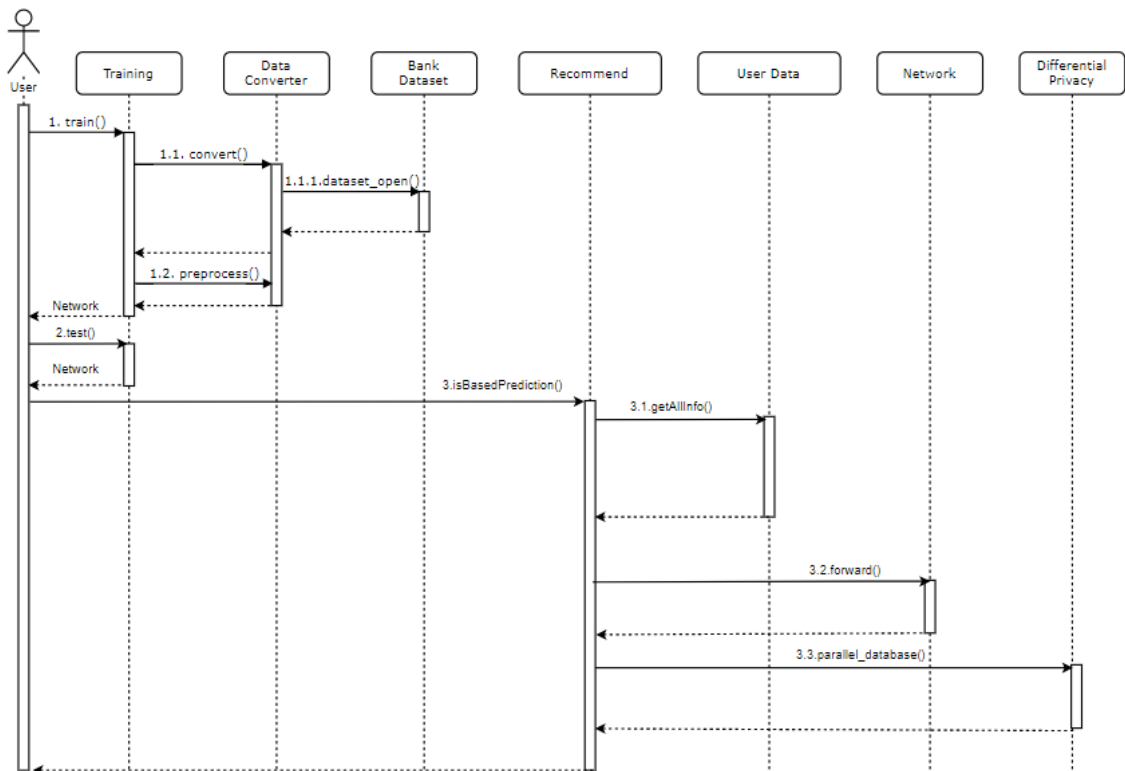 User
Training
Data
Converter
Bank
Dataset
Recommend
User Data
Network
Differential
Privacy
1. train()
1.1. convert()
1.1.1.dataset_open()
1.2. preprocess()
Network
2.test()
Network
3.isBasedPrediction()
3.1.getAllInfo()
3.2.forward()
3.3.parallel_database()